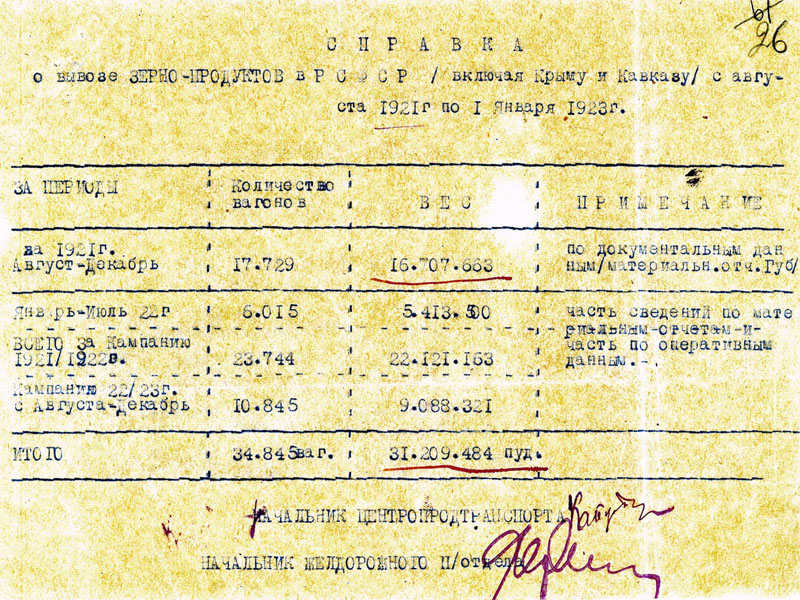 26
СПРАВКА
о вывозе ЗЕРНО-ПРОДУКТОВ в РСФСР /включая Крыму и Кавказу/ с авгу-
ста 1921г по 1 Января 1923г.
ЗА ПЕРИОДЫ Количество вагонов ВЕС ПРИМЕЧАНИЕ
за 1921г.
Август-Декабрь 17.729 16.707.663 по документальным дан
ным/материальн.отч.Губ/
Январь-Июль 22г 6.015 5.413.500 часть сведений по мате
риальным отчетам и
часть по оперативным
данным.-
ВСЕГО за Кампанию
1921/1922г. 23.744 22.121.163
Кампанию 22/23г.
с Августа-Декабрь 10.845 9.088.321
ИТОГО 34.845ваг. 31.209.484 пуд.
НАЧАЛЬНИК ЦЕНТРОПРОДТРАНСПОРТА
НАЧАЛЬНИК ЖЕЛДОРОЖНОГО П/отдела